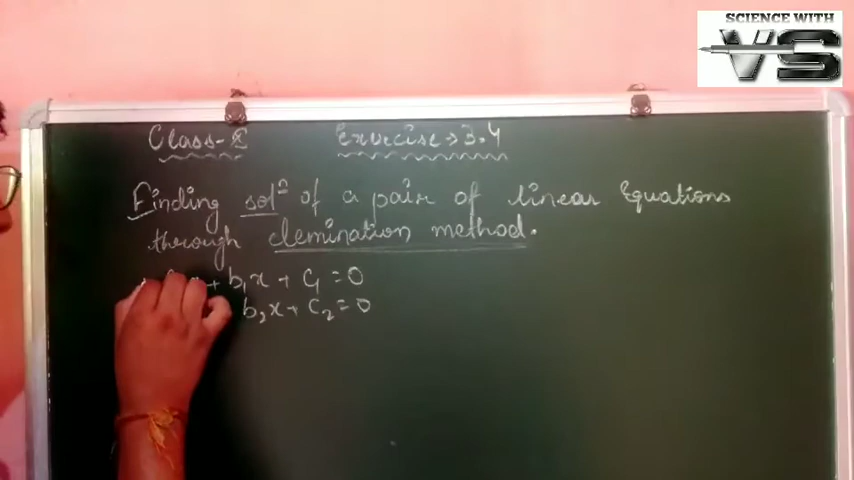 SCIENCE WITH
VS
Class-X Exercise→3.4
Finding solⁿ of a pair of linear Equations
through elemination method.
+ b₁x + C₁ = 0
b₂x + C₂ = 0